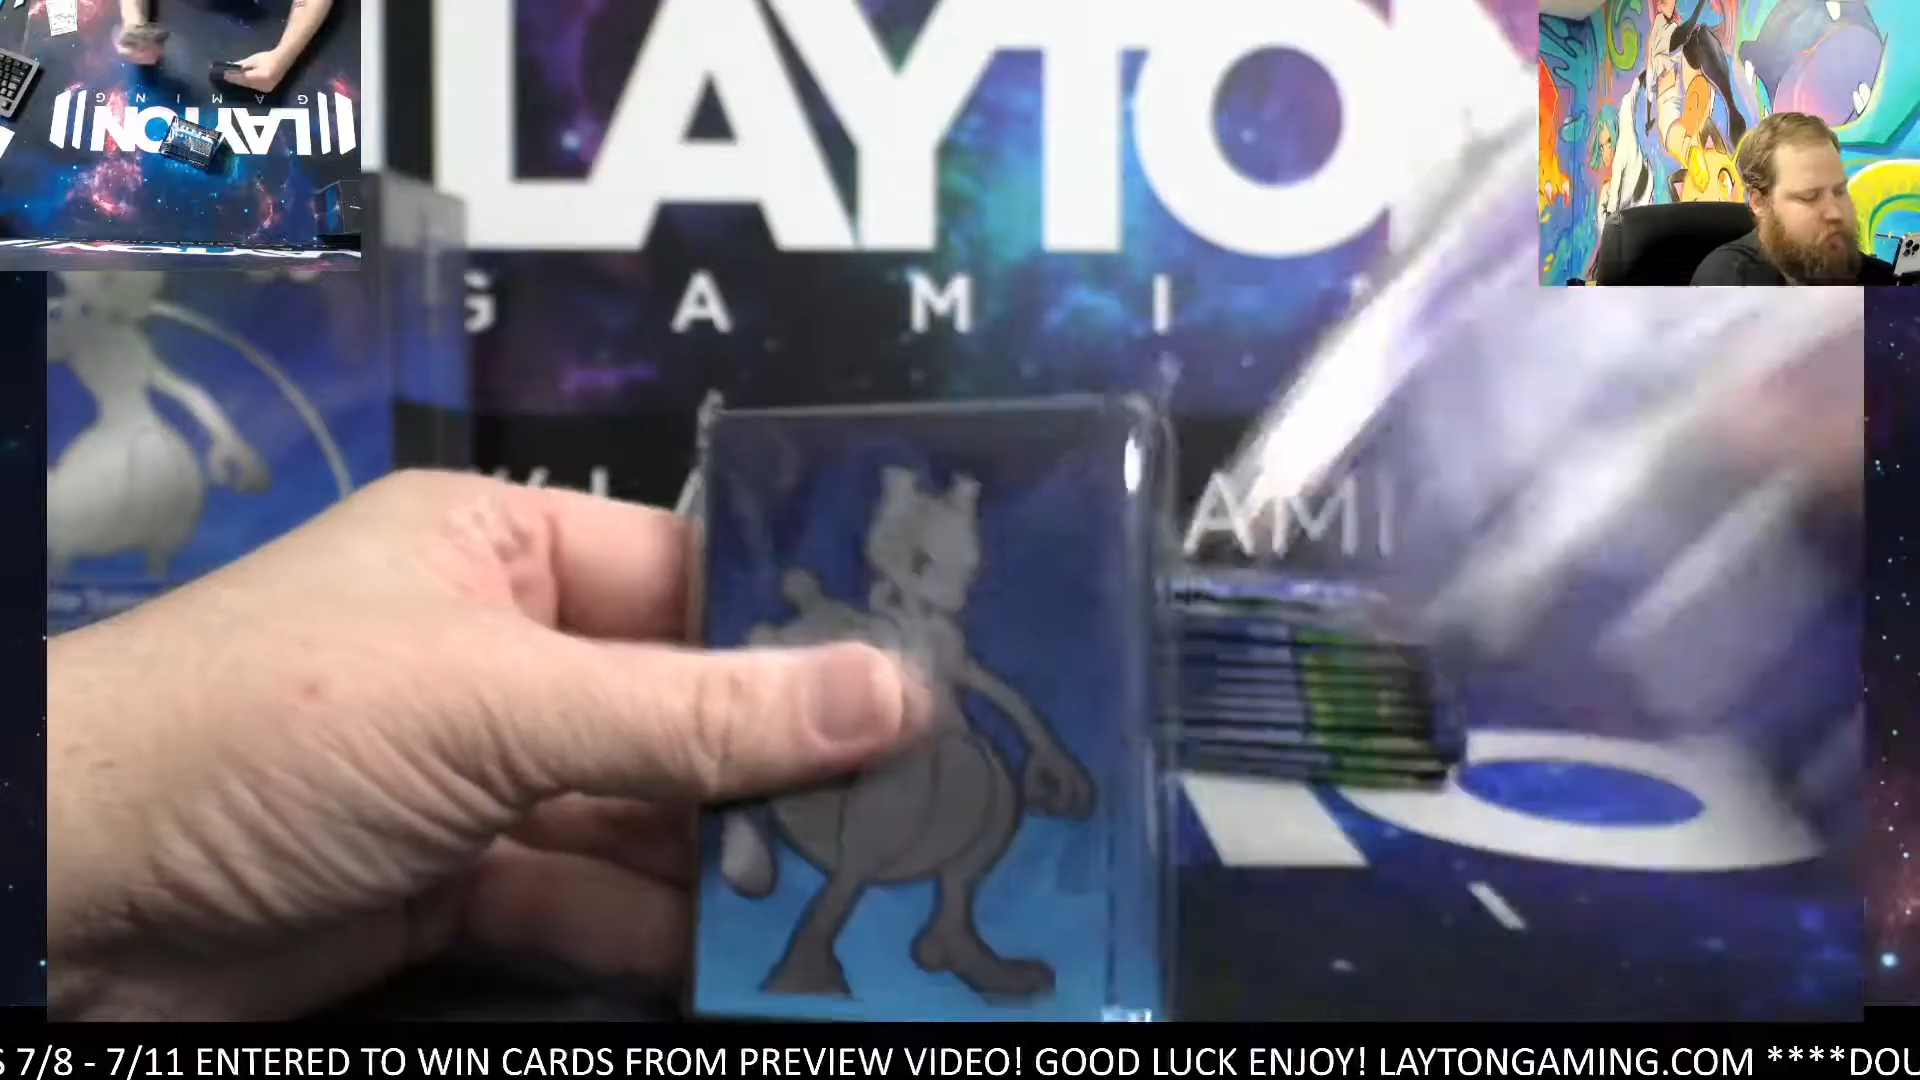 LAYTON
GAMING
LAYTO
G A M I
AMI
S 7/8 - 7/11 ENTERED TO WIN CARDS FROM PREVIEW VIDEO! GOOD LUCK ENJOY! LAYTONGAMING.COM ****DOU